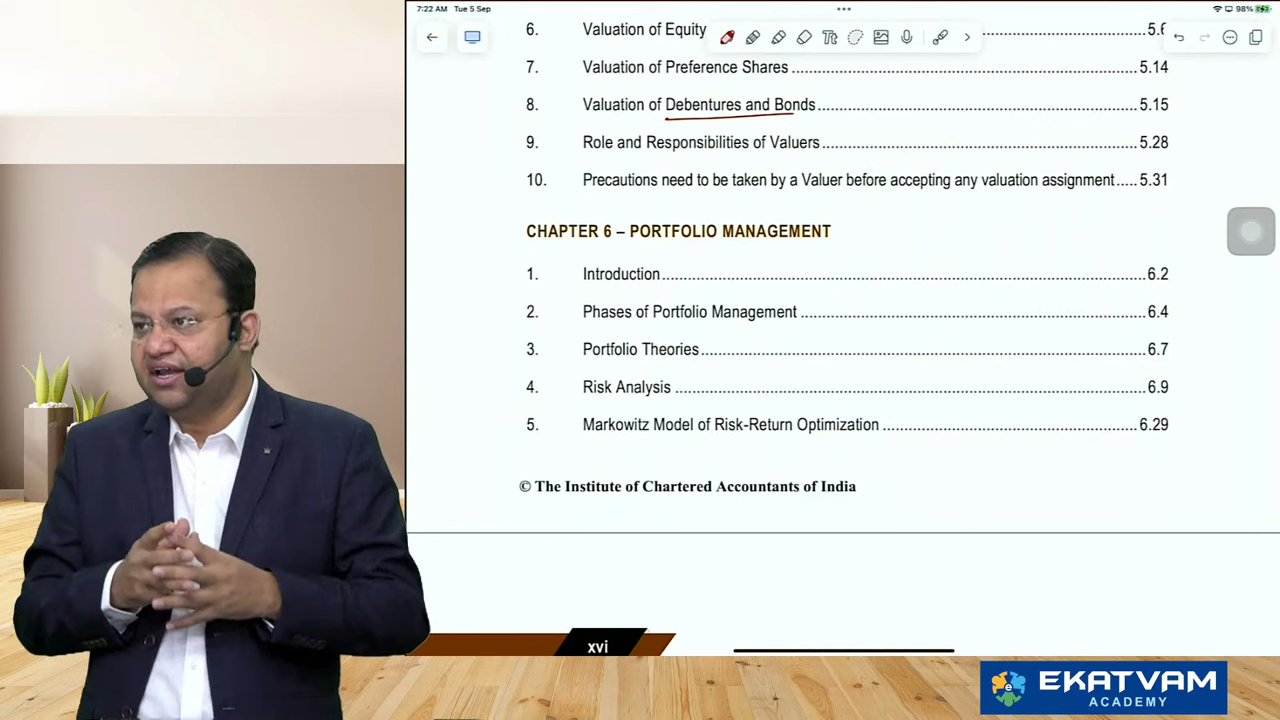 7:22 AM Tue 5 Sep
98%
6. Valuation of Equity
7. Valuation of Preference Shares ........ 5.14
8. Valuation of Debentures and Bonds ........ 5.15
9. Role and Responsibilities of Valuers ........ 5.28
10. Precautions need to be taken by a Valuer before accepting any valuation assignment ..... 5.31
CHAPTER 6 – PORTFOLIO MANAGEMENT
1. Introduction ........ 6.2
2. Phases of Portfolio Management ........ 6.4
3. Portfolio Theories ........ 6.7
4. Risk Analysis ........ 6.9
5. Markowitz Model of Risk-Return Optimization ........ 6.29
© The Institute of Chartered Accountants of India
xvi
EKATVAM
ACADEMY